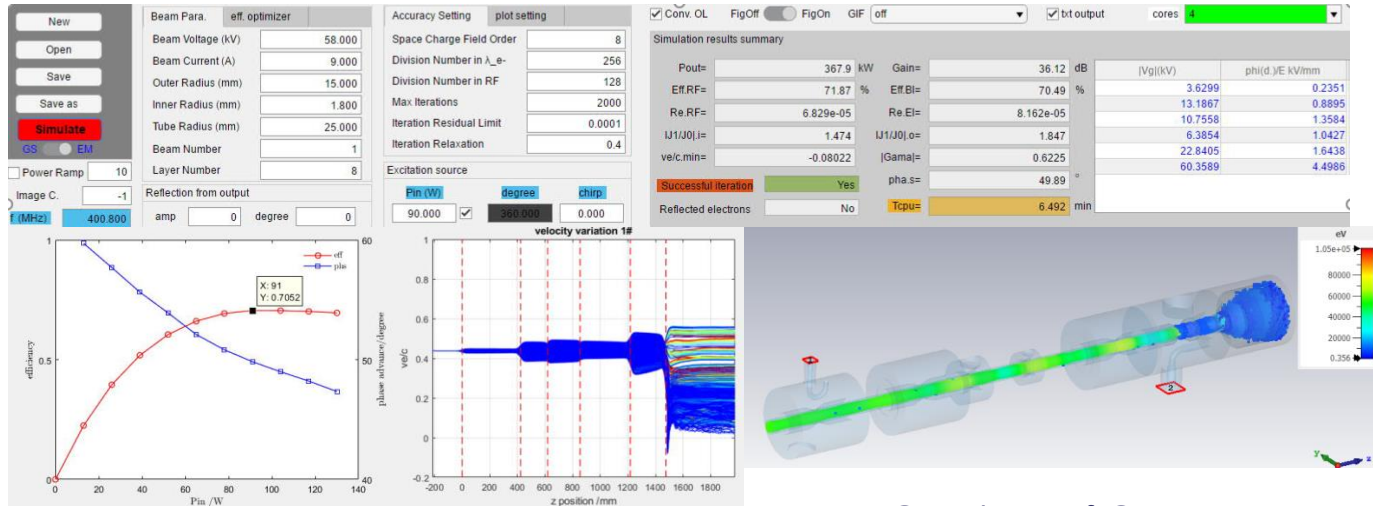 New
Open
Save
Save as
Simulate
GS EM
Power Ramp 10
Image C. -1
f (MHz) 400.800
Beam Para. eff. optimizer
Beam Voltage (kV) 58.000
Beam Current (A) 9.000
Outer Radius (mm) 15.000
Inner Radius (mm) 1.800
Tube Radius (mm) 25.000
Beam Number 1
Layer Number 8
Reflection from output
amp 0 degree 0
Accuracy Setting plot setting
Space Charge Field Order 8
Division Number in λ_e- 256
Division Number in RF 128
Max Iterations 2000
Iteration Residual Limit 0.0001
Iteration Relaxation 0.4
Excitation source
Pin (W) degree chirp
90.000 360.000 0.000
Conv. OL FigOff FigOn GIF off txt output cores 4
Simulation results summary
Pout= 367.9 kW Gain= 36.12 dB
Eff.RF= 71.87 % Eff.Bl= 70.49 %
Re.RF= 6.829e-05 Re.El= 8.162e-05
|J1/J0|.i= 1.474 |J1/J0|.o= 1.847
ve/c.min= -0.08022 |Gama|= 0.6225
pha.s= 49.89 °
Successful iteration Yes
Reflected electrons No Tcpu= 6.492 min
|Vg|(kV) phi(d.)/E kV/mm
3.6299 0.2351
13.1867 0.8895
10.7558 1.3584
6.3854 1.0427
22.8405 1.6438
60.3589 4.4986
1
0.5
0
efficiency
60
50
40
phase advance/degree
eff
phs
X: 91
Y: 0.7052
0 20 40 60 80 100 120 140
Pin /W
velocity variation 1#
1
0.8
0.6
0.4
0.2
0
-0.2
ve/c
-200 0 200 400 600 800 1000 1200 1400 1600 1800
z position /mm
eV
1.05e+05
80000
60000
40000
20000
0.356
2
y
z